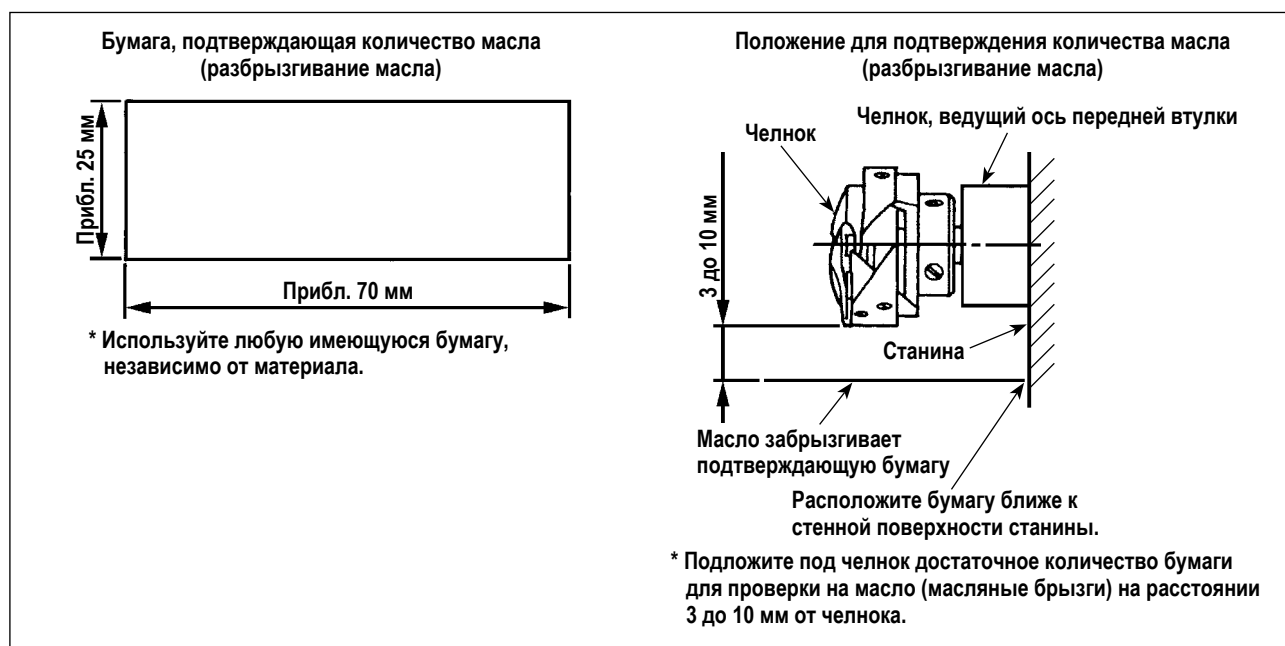 Бумага, подтверждающая количество масла
(разбрызгивание масла)
Прибл. 25 мм
Прибл. 70 мм
* Используйте любую имеющуюся бумагу,
независимо от материала.
Положение для подтверждения количества масла
(разбрызгивание масла)
Челнок, ведущий ось передней втулки
Челнок
3 до 10 мм
Станина
Масло забрызгивает
подтверждающую бумагу
Расположите бумагу ближе к
стенной поверхности станины.
* Подложите под челнок достаточное количество бумаги
для проверки на масло (масляные брызги) на расстоянии
3 до 10 мм от челнока.